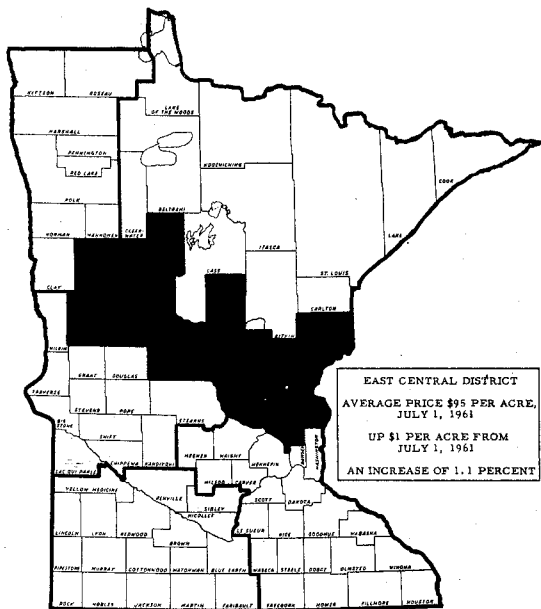 KITTSON
ROSEAU
LAKE
OF THE WOODS
MARSHALL
PENNINGTON
RED LAKE
KOOCHICHING
COOK
POLK
BELTRAMI
LAKE
NORMAN
MAHNOMEN
CLEAR-
WATER
ITASCA
ST. LOUIS
CASS
CLAY
CARLTON
AITKIN
WILKIN
GRANT
DOUGLAS
TRAVERSE
STEVENS
POPE
STEARNS
BIG
STONE
SWIFT
MEEKER
WRIGHT
HENNEPIN
WASHINGTON
LAC QUI PARLE
CHIPPEWA
KANDIYOHI
MCLEOD
CARVER
YELLOW MEDICINE
RENVILLE
SCOTT
DAKOTA
SIBLEY
NICOLLET
LINCOLN
LYON
REDWOOD
LE SUEUR
RICE
GOODHUE
WABASHA
BROWN
PIPESTONE
MURRAY
COTTONWOOD
WATONWAN
BLUE EARTH
WASECA
STEELE
DODGE
OLMSTED
WINONA
ROCK
NOBLES
JACKSON
MARTIN
FARIBAULT
FREEBORN
MOWER
FILLMORE
HOUSTON
EAST CENTRAL DISTRICT
AVERAGE PRICE $95 PER ACRE,
JULY 1, 1961
UP $1 PER ACRE FROM
JULY 1, 1961
AN INCREASE OF 1.1 PERCENT